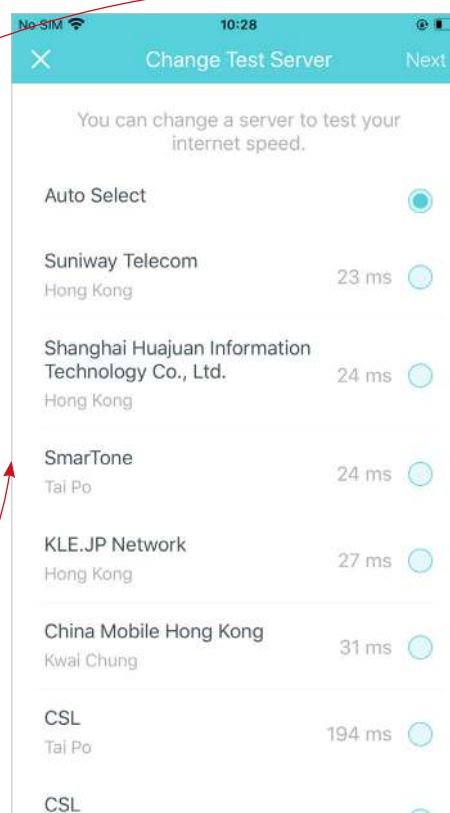 No SIM 10:28
Change Test Server Next
You can change a server to test your
internet speed.
Auto Select
Suniway Telecom
23 ms
Hong Kong
Shanghai Huajuan Information
Technology Co., Ltd.
24 ms
Hong Kong
SmarTone
24 ms
Tai Po
KLE.JP Network
27 ms
Hong Kong
China Mobile Hong Kong
31 ms
Kwai Chung
CSL
194 ms
Tai Po
CSL